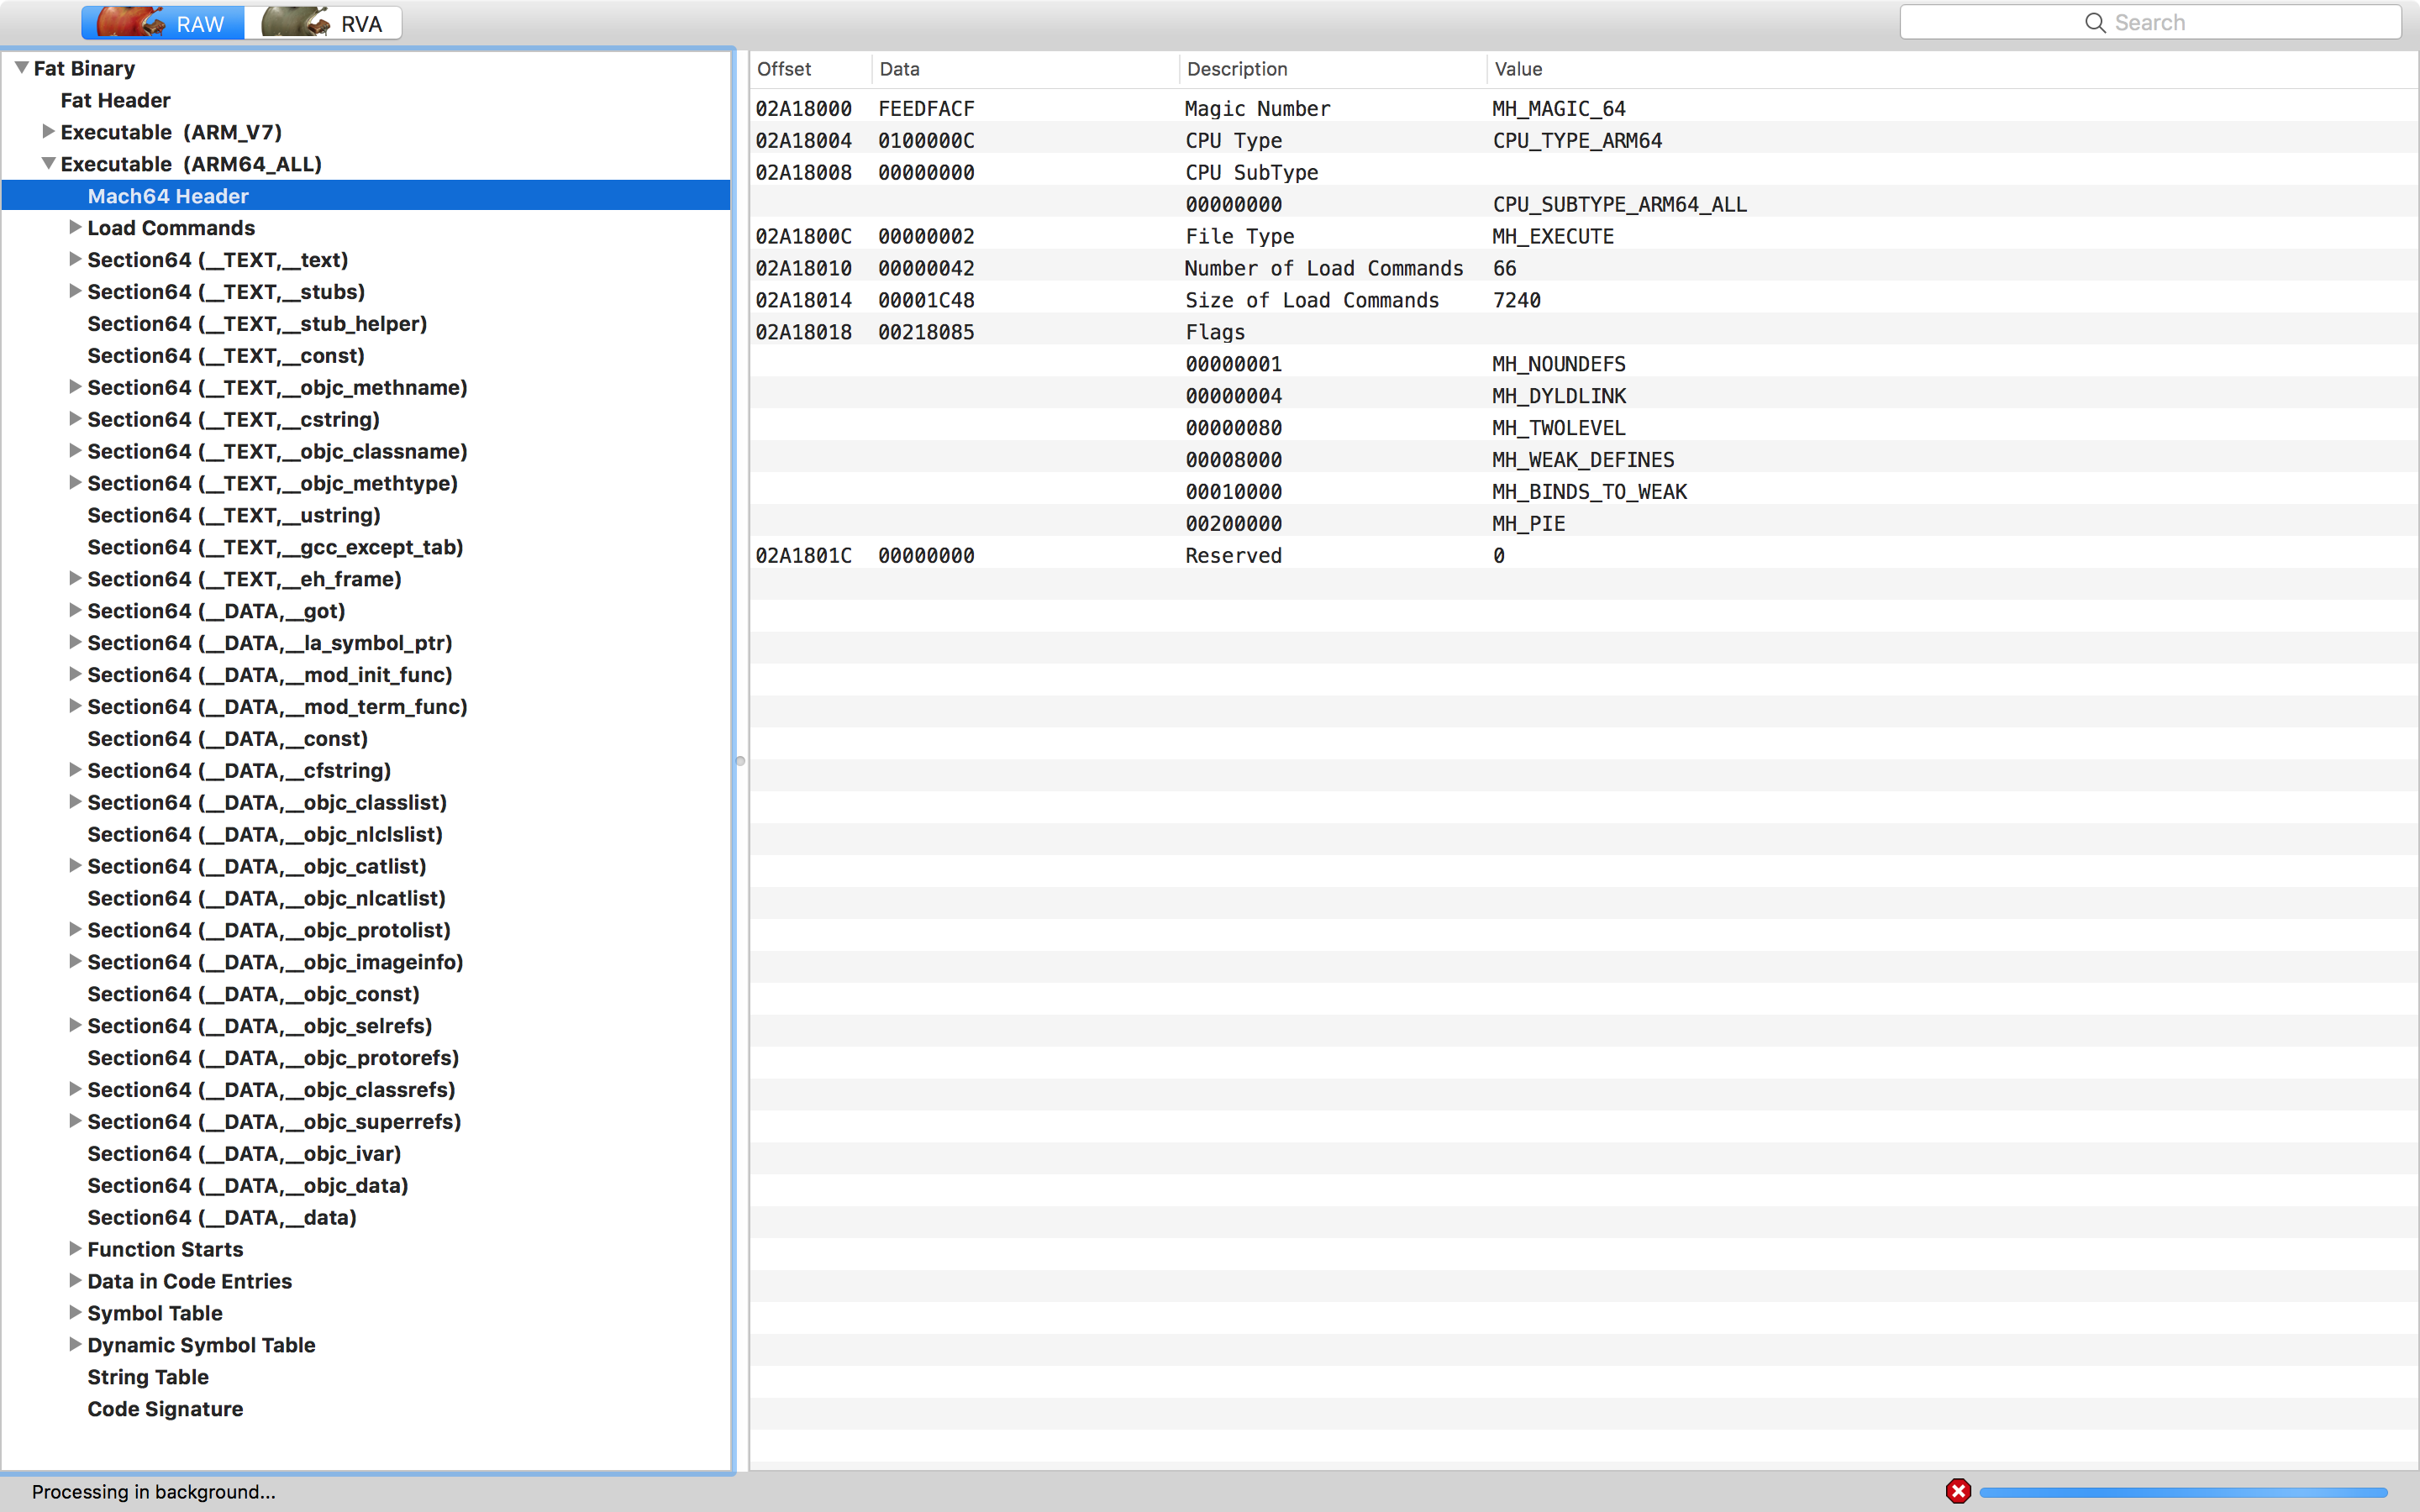 RAW RVA Search
Fat Binary
Fat Header
Executable (ARM_V7)
Executable (ARM64_ALL)
Mach64 Header
Load Commands
Section64 (__TEXT,__text)
Section64 (__TEXT,__stubs)
Section64 (__TEXT,__stub_helper)
Section64 (__TEXT,__const)
Section64 (__TEXT,__objc_methname)
Section64 (__TEXT,__cstring)
Section64 (__TEXT,__objc_classname)
Section64 (__TEXT,__objc_methtype)
Section64 (__TEXT,__ustring)
Section64 (__TEXT,__gcc_except_tab)
Section64 (__TEXT,__eh_frame)
Section64 (__DATA,__got)
Section64 (__DATA,__la_symbol_ptr)
Section64 (__DATA,__mod_init_func)
Section64 (__DATA,__mod_term_func)
Section64 (__DATA,__const)
Section64 (__DATA,__cfstring)
Section64 (__DATA,__objc_classlist)
Section64 (__DATA,__objc_nlclslist)
Section64 (__DATA,__objc_catlist)
Section64 (__DATA,__objc_nlcatlist)
Section64 (__DATA,__objc_protolist)
Section64 (__DATA,__objc_imageinfo)
Section64 (__DATA,__objc_const)
Section64 (__DATA,__objc_selrefs)
Section64 (__DATA,__objc_protorefs)
Section64 (__DATA,__objc_classrefs)
Section64 (__DATA,__objc_superrefs)
Section64 (__DATA,__objc_ivar)
Section64 (__DATA,__objc_data)
Section64 (__DATA,__data)
Function Starts
Data in Code Entries
Symbol Table
Dynamic Symbol Table
String Table
Code Signature
Offset Data Description Value
02A18000 FEEDFACF Magic Number MH_MAGIC_64
02A18004 0100000C CPU Type CPU_TYPE_ARM64
02A18008 00000000 CPU SubType
00000000 CPU_SUBTYPE_ARM64_ALL
02A1800C 00000002 File Type MH_EXECUTE
02A18010 00000042 Number of Load Commands 66
02A18014 00001C48 Size of Load Commands 7240
02A18018 00218085 Flags
00000001 MH_NOUNDEFS
00000004 MH_DYLDLINK
00000080 MH_TWOLEVEL
00008000 MH_WEAK_DEFINES
00010000 MH_BINDS_TO_WEAK
00200000 MH_PIE
02A1801C 00000000 Reserved 0
Processing in background...